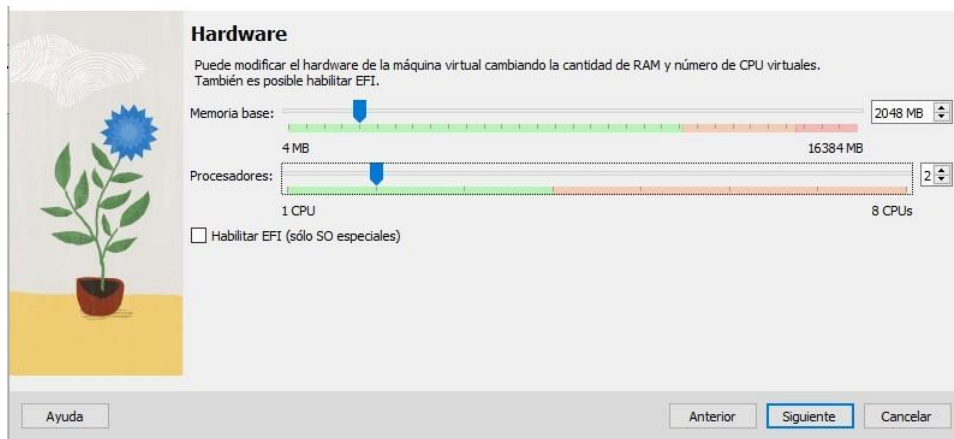 Hardware
Puede modificar el hardware de la máquina virtual cambiando la cantidad de RAM y número de CPU virtuales.
También es posible habilitar EFI.
Memoria base:
2048 MB
4 MB
16384 MB
Procesadores:
2
1 CPU
8 CPUs
Habilitar EFI (sólo SO especiales)
Ayuda
Anterior
Siguiente
Cancelar